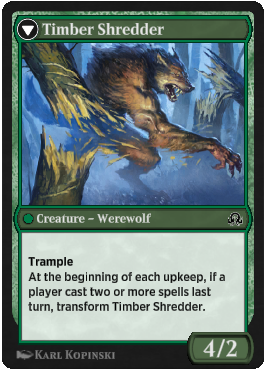 Timber Shredder
Creature – Werewolf
Trample
At the beginning of each upkeep, if a
player cast two or more spells last
turn, transform Timber Shredder.
4/2
Karl Kopinski